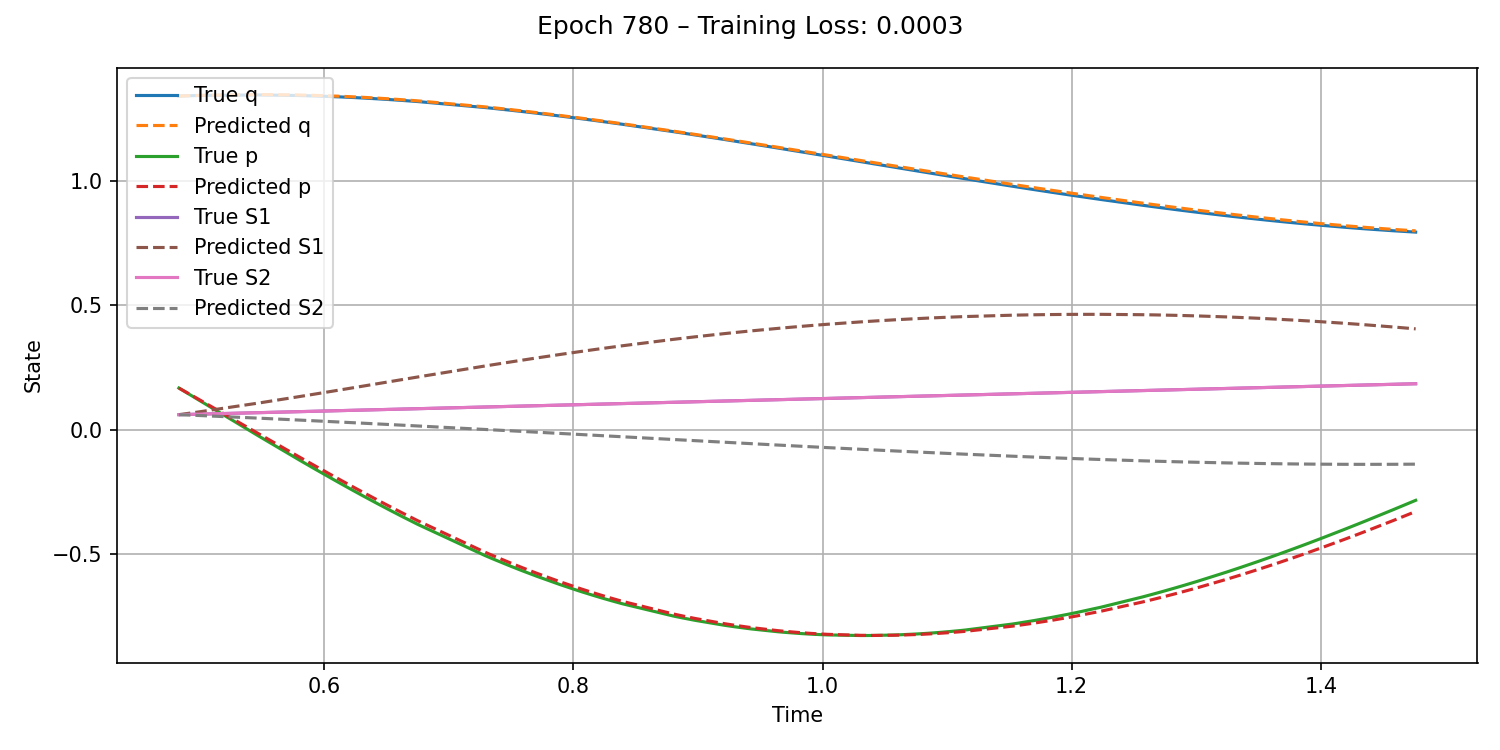 Epoch 780 – Training Loss: 0.0003
True q
Predicted q
True p
Predicted p
True S1
Predicted S1
True S2
Predicted S2
State
1.0
0.5
0.0
−0.5
0.6
0.8
1.0
1.2
1.4
Time